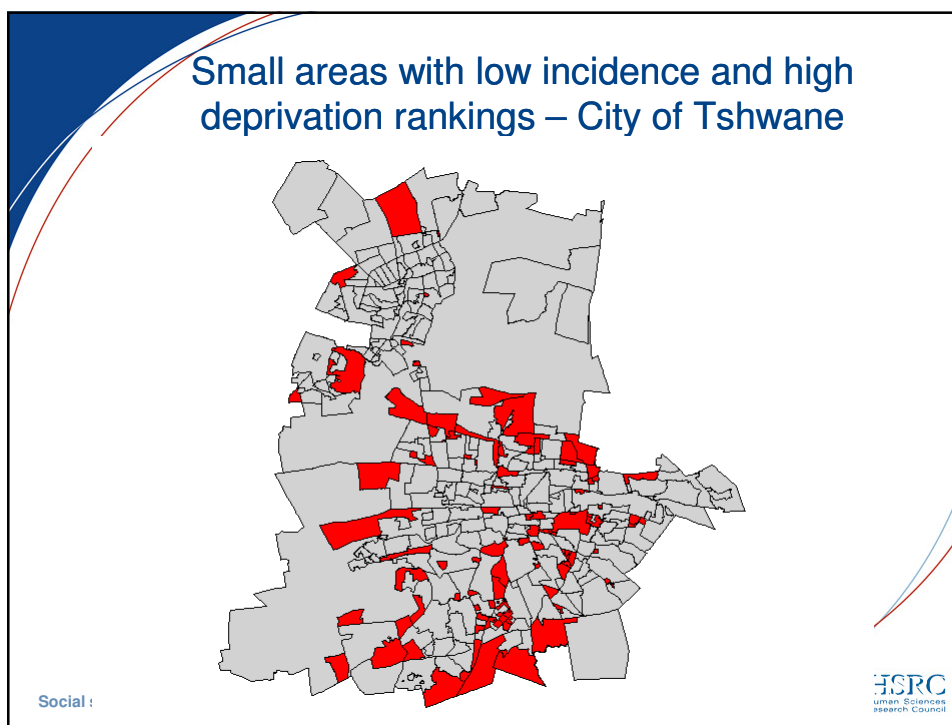 Small areas with low incidence and high
deprivation rankings – City of Tshwane
Social
HSRC
uman Sciences
esearch Council